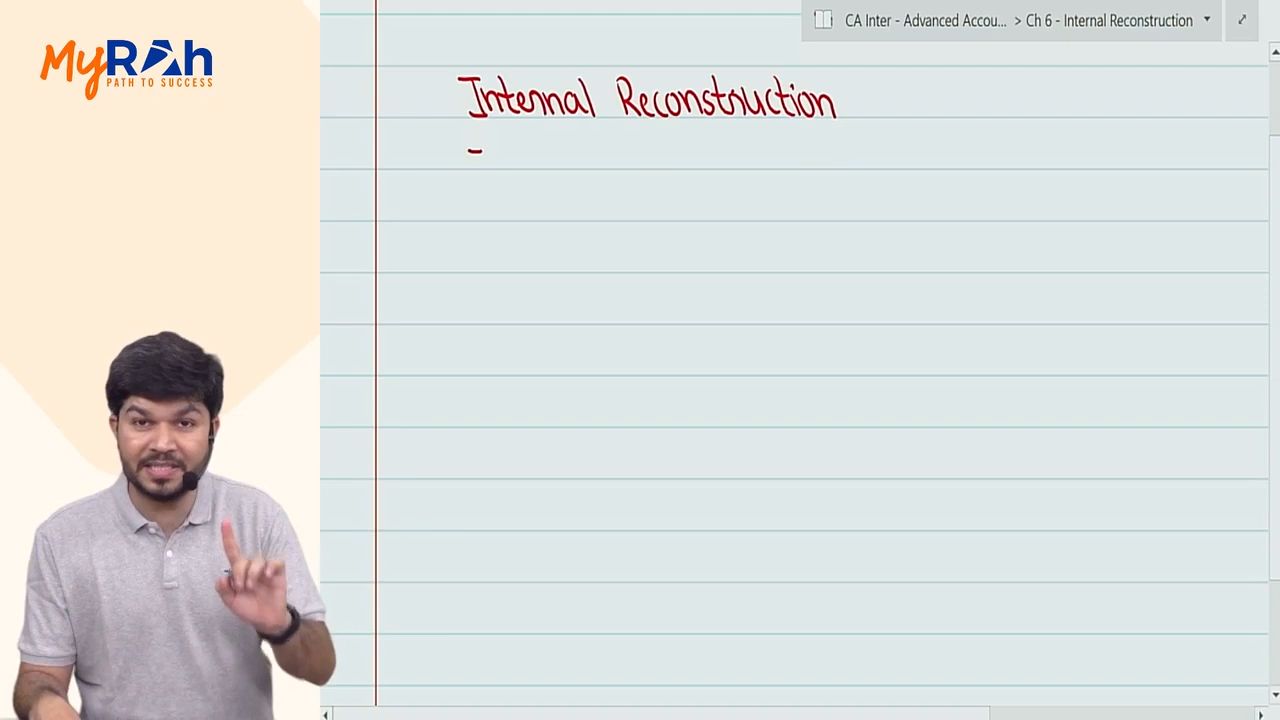 MyRAh
PATH TO SUCCESS
CA Inter - Advanced Accou... > Ch 6 - Internal Reconstruction
Internal Reconstruction
-